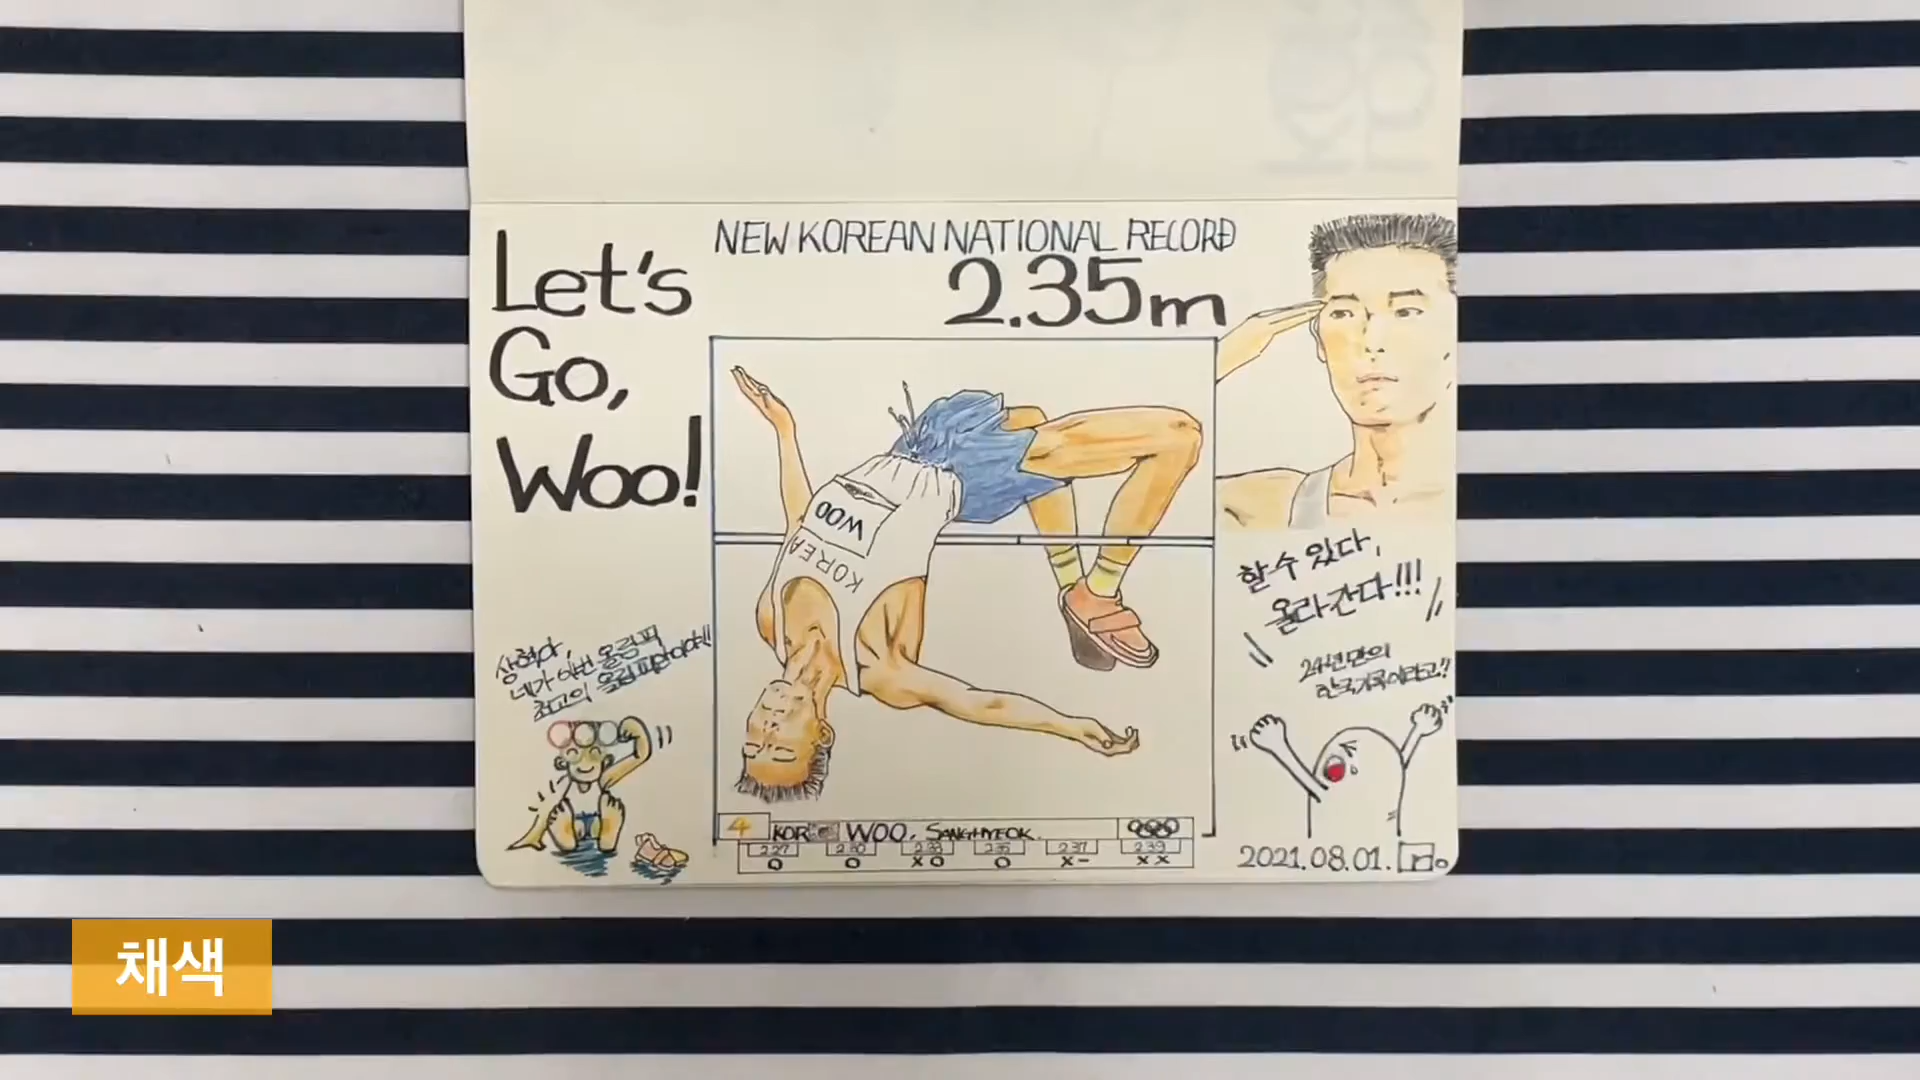 Let's
Go,
Woo!
NEW KOREAN NATIONAL RECORD
2.35m
WOO
KOREA
할 수 있다,
올라간다!!!
24년만의
한국기록이라고!!
상혁아,
네가 이번 올림픽
최고의 올림피안이야!!
4 KOR WOO, SANGHYEOK.
2.27 2.30 2.33 2.35 2.37 2.39
O O XO O X- XX
2021.08.01.
채색